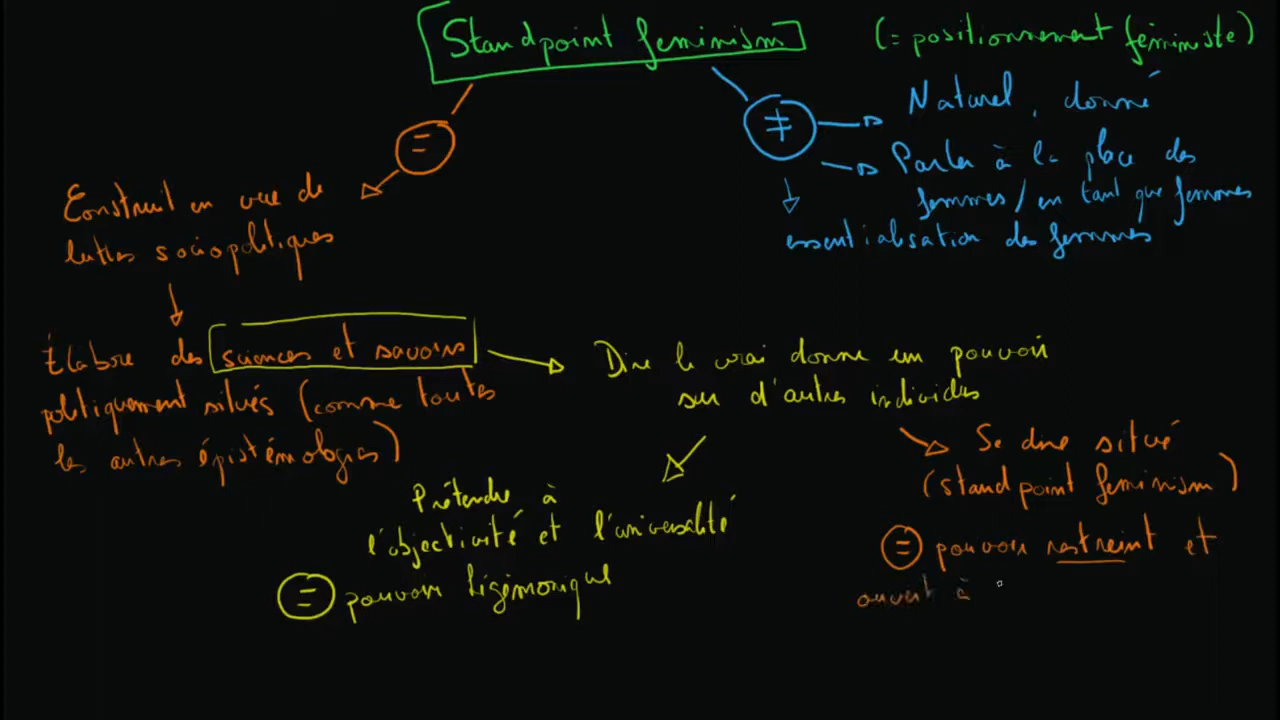 Standpoint feminism (= positionnement féministe)
= ≠
Naturel, donné
Parler à la place des
femmes / en tant que femmes
essentialisation des femmes
Construit en vue de
luttes sociopolitiques
Élabore des sciences et savoirs
politiquement situés (comme toutes
les autres épistémologies)
Dire le vrai donne un pouvoir
sur d'autres individus
Prétendre à
l'objectivité et l'universalité
= pouvoir hégémonique
Se dire situé
(standpoint feminism)
= pouvoir restreint et
ouvert à